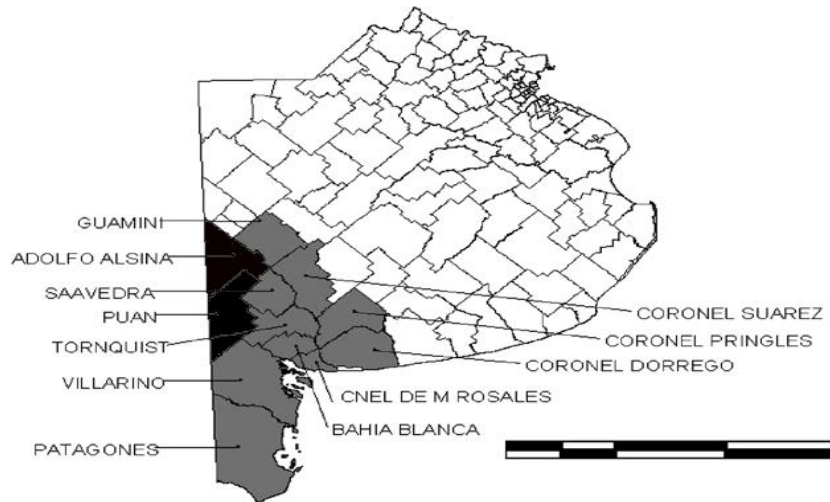 GUAMINI
ADOLFO ALSINA
SAAVEDRA
PUAN
TORNQUIST
VILLARINO
PATAGONES
CORONEL SUAREZ
CORONEL PRINGLES
CORONEL DORREGO
CNEL DE M ROSALES
BAHIA BLANCA